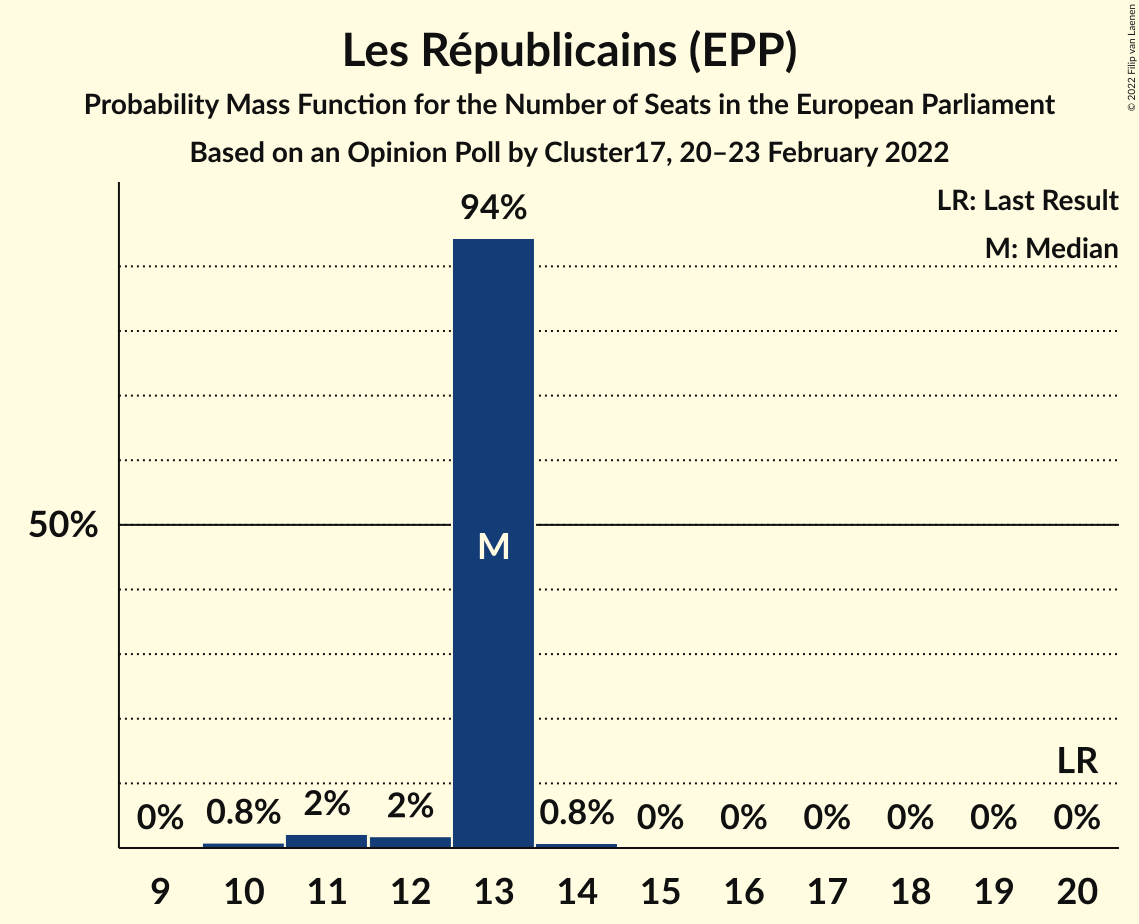 Les Républicains (EPP)
Probability Mass Function for the Number of Seats in the European Parliament
Based on an Opinion Poll by Cluster17, 20–23 February 2022
© 2022 Filip van Laenen
LR: Last Result
M: Median
94%
50%
M
LR
0% 0.8% 2% 2% 0.8% 0% 0% 0% 0% 0% 0%
9 10 11 12 13 14 15 16 17 18 19 20